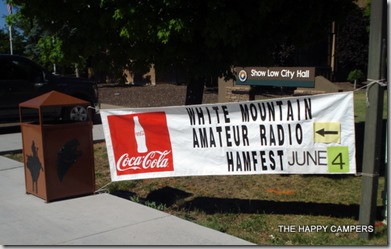 Show Low City Hall
WHITE MOUNTAIN
AMATEUR RADIO
HAMFEST JUNE 4
Coca-Cola
THE HAPPY CAMPERS